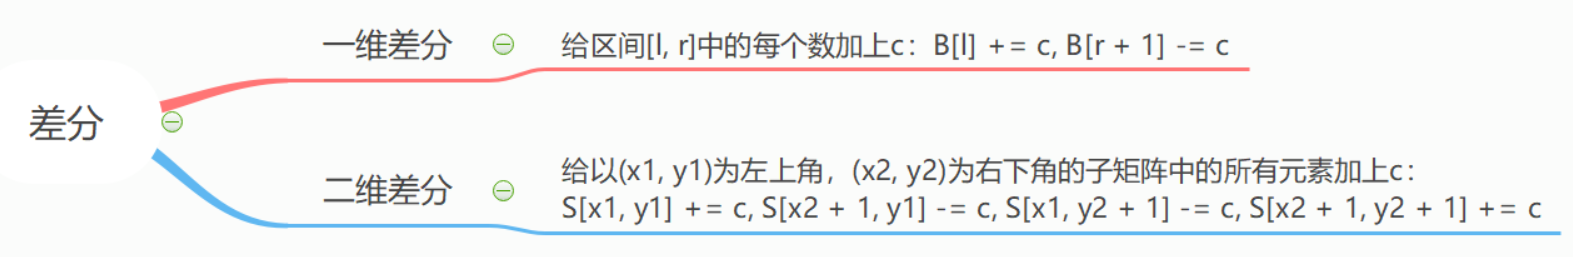 差分
一维差分
给区间[l, r]中的每个数加上c：B[l] += c, B[r + 1] -= c
二维差分
给以(x1, y1)为左上角，(x2, y2)为右下角的子矩阵中的所有元素加上c：
S[x1, y1] += c, S[x2 + 1, y1] -= c, S[x1, y2 + 1] -= c, S[x2 + 1, y2 + 1] += c